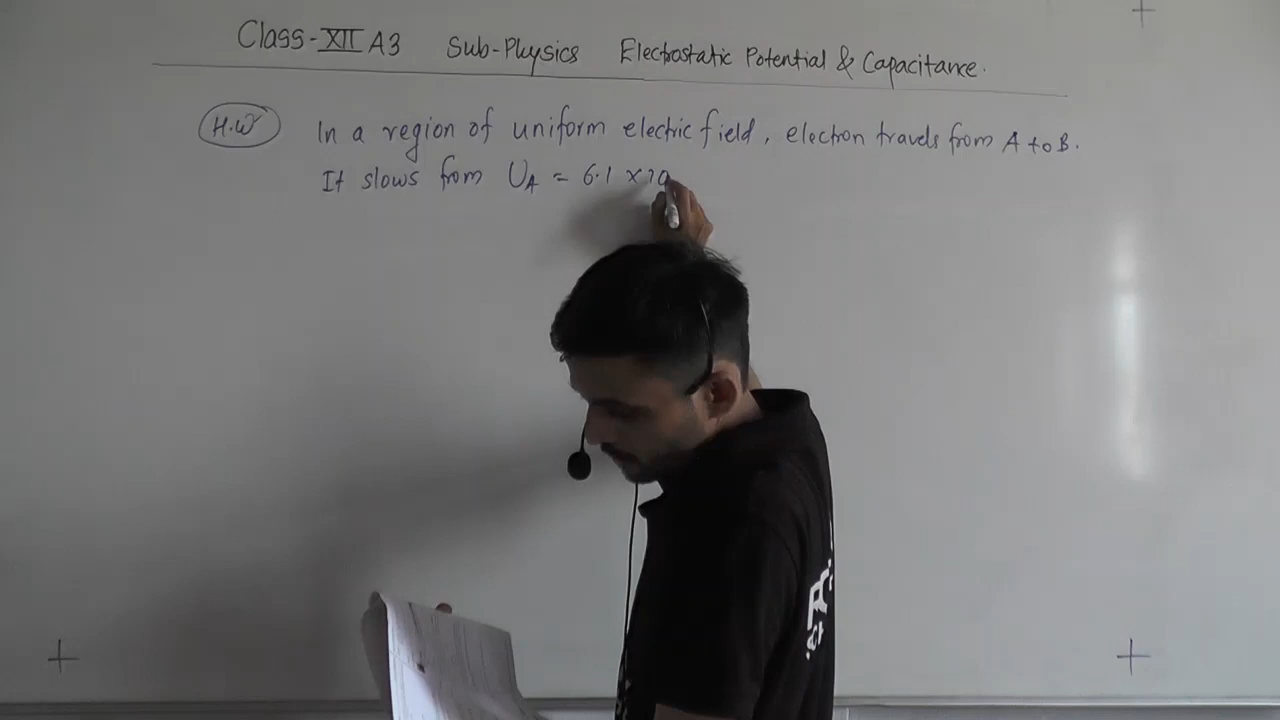 Class-XII A3 Sub-Physics Electrostatic Potential & Capacitance.
H.W In a region of uniform electric field, electron travels from A to B.
It slows from UA = 6.1 × 10